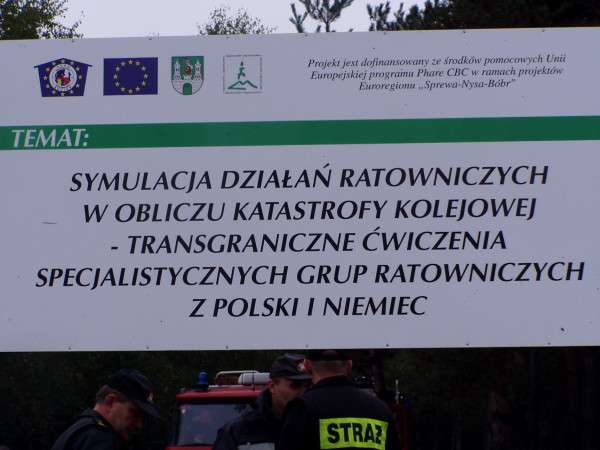 Projekt jest dofinansowany ze środków pomocowych Unii
Europejskiej programu Phare CBC w ramach projektów
Euroregionu „Sprewa-Nysa-Bóbr”
TEMAT:
SYMULACJA DZIAŁAŃ RATOWNICZYCH
W OBLICZU KATASTROFY KOLEJOWEJ
- TRANSGRANICZNE ĆWICZENIA
SPECJALISTYCZNYCH GRUP RATOWNICZYCH
Z POLSKI I NIEMIEC
STRAŻ